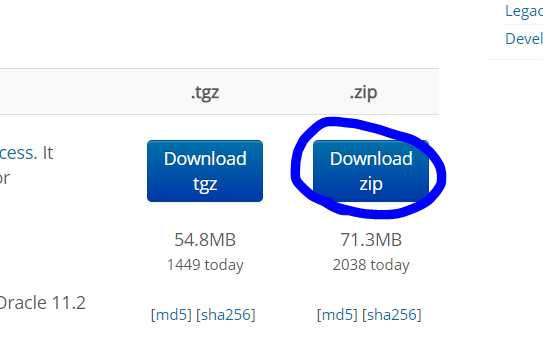 Legac
Devel
.tgz .zip
cess. It
or
Download
tgz
Download
zip
54.8MB 71.3MB
1449 today 2038 today
Oracle 11.2
[md5] [sha256] [md5] [sha256]